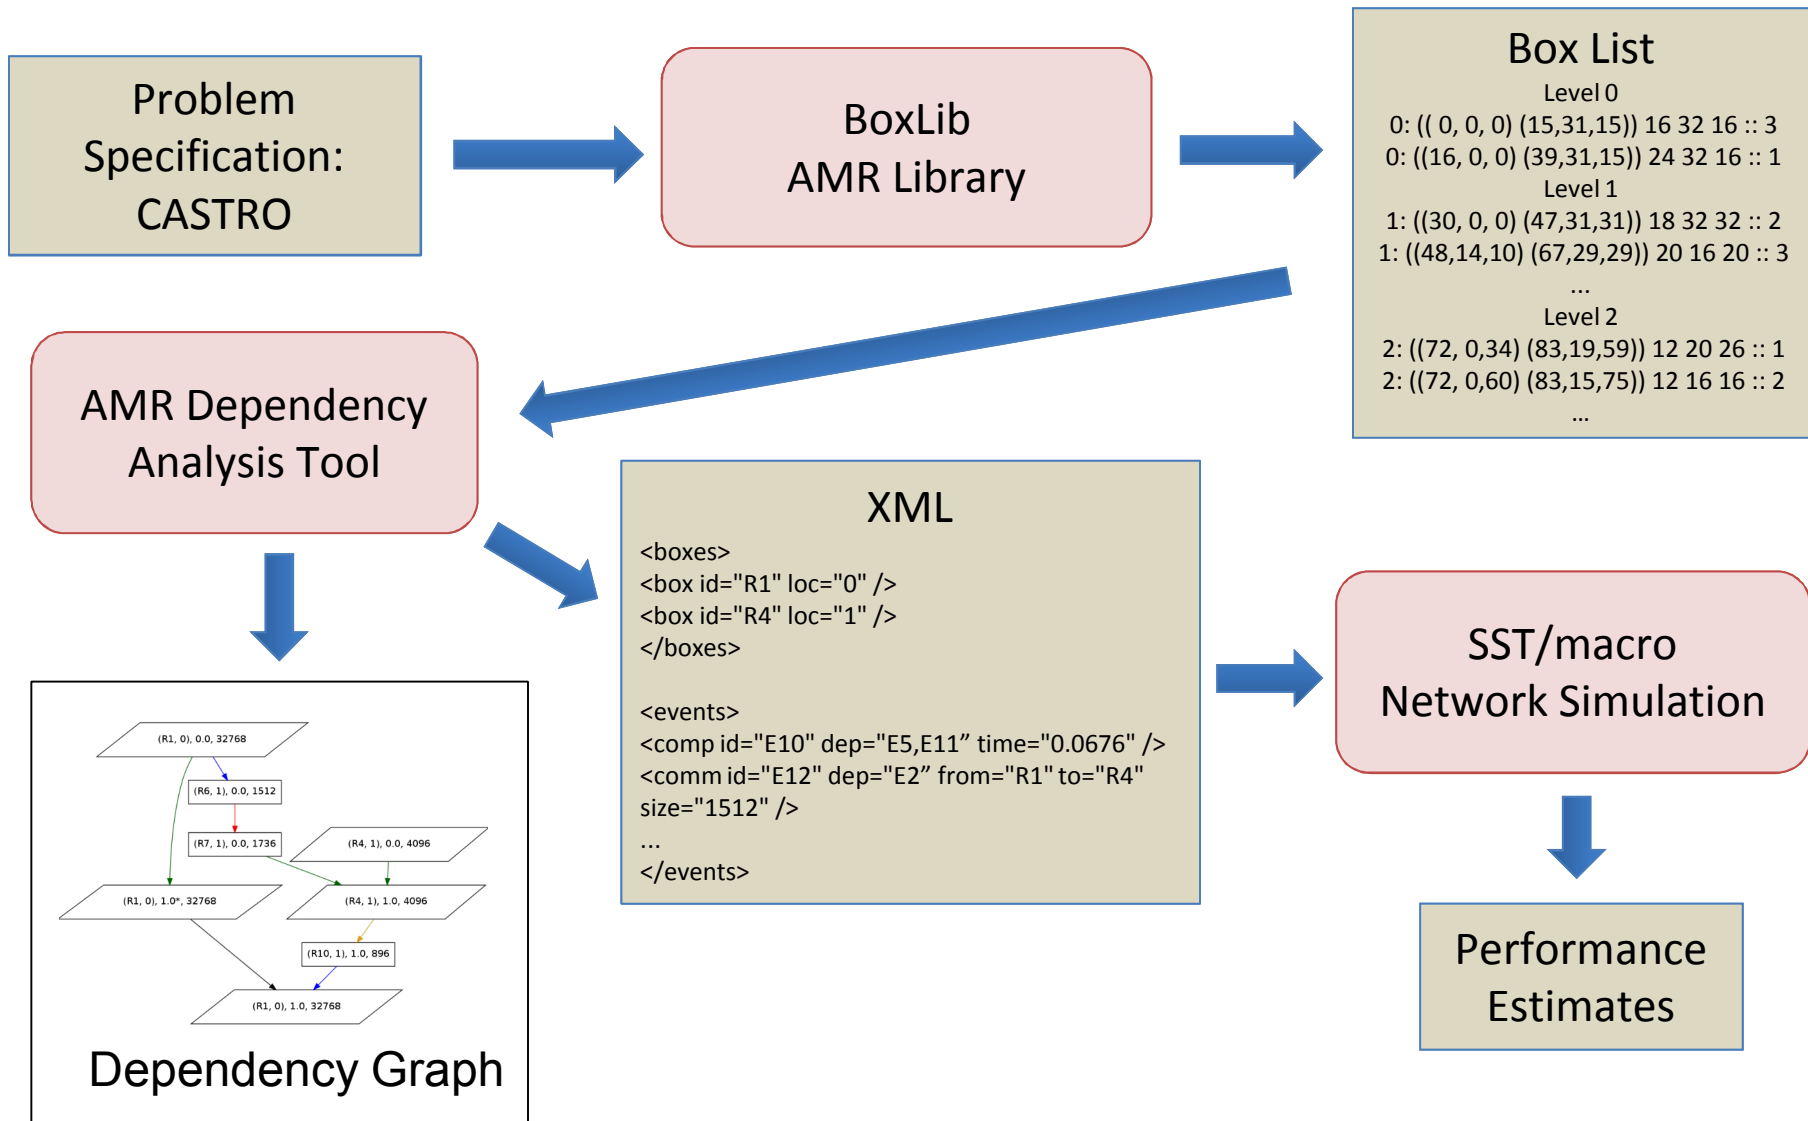 Problem
Specification:
CASTRO
BoxLib
AMR Library
Box List
Level 0
0: (( 0, 0, 0) (15,31,15)) 16 32 16 :: 3
0: ((16, 0, 0) (39,31,15)) 24 32 16 :: 1
Level 1
1: ((30, 0, 0) (47,31,31)) 18 32 32 :: 2
1: ((48,14,10) (67,29,29)) 20 16 20 :: 3
...
Level 2
2: ((72, 0,34) (83,19,59)) 12 20 26 :: 1
2: ((72, 0,60) (83,15,75)) 12 16 16 :: 2
...
AMR Dependency
Analysis Tool
XML
<boxes>
<box id="R1" loc="0" />
<box id="R4" loc="1" />
</boxes>
<events>
<comp id="E10" dep="E5,E11” time="0.0676" />
<comm id="E12" dep="E2” from="R1" to="R4"
size="1512" />
...
</events>
SST/macro
Network Simulation
Performance
Estimates
(R1, 0), 0.0, 32768
(R6, 1), 0.0, 1512
(R7, 1), 0.0, 1736
(R4, 1), 0.0, 4096
(R1, 0), 1.0*, 32768
(R4, 1), 1.0, 4096
(R10, 1), 1.0, 896
(R1, 0), 1.0, 32768
Dependency Graph